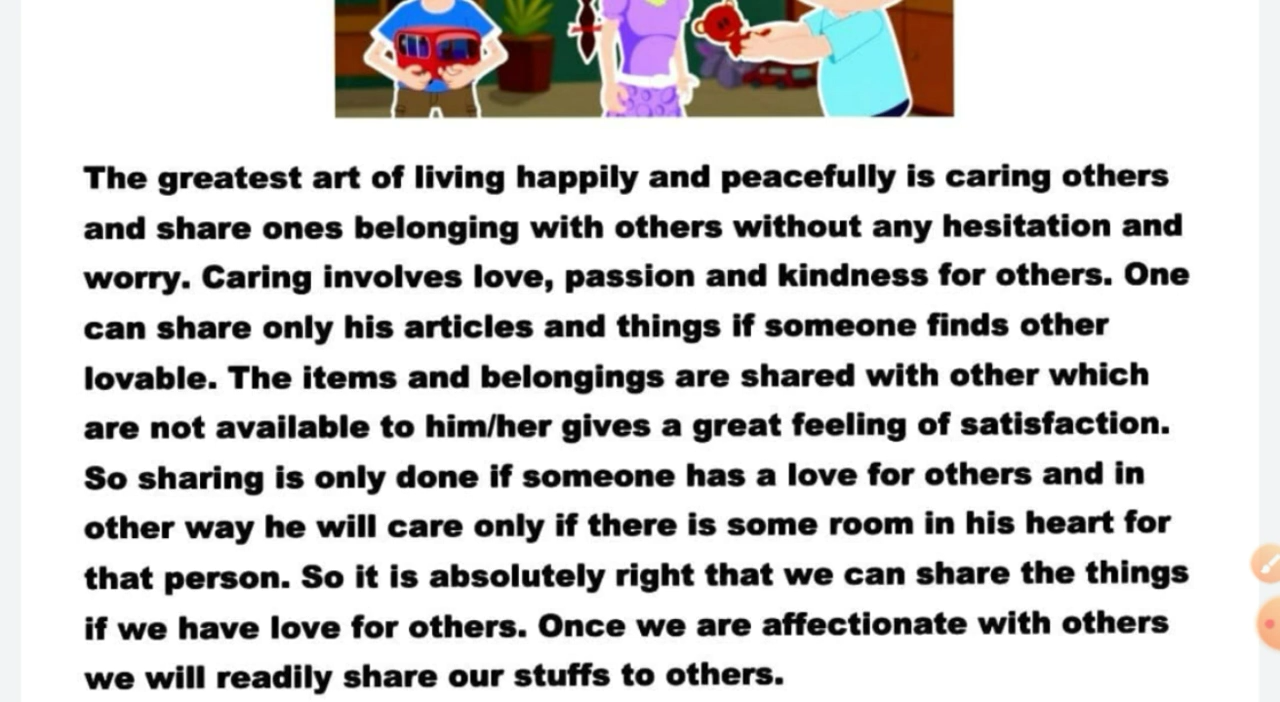 The greatest art of living happily and peacefully is caring others
and share ones belonging with others without any hesitation and
worry. Caring involves love, passion and kindness for others. One
can share only his articles and things if someone finds other
lovable. The items and belongings are shared with other which
are not available to him/her gives a great feeling of satisfaction.
So sharing is only done if someone has a love for others and in
other way he will care only if there is some room in his heart for
that person. So it is absolutely right that we can share the things
if we have love for others. Once we are affectionate with others
we will readily share our stuffs to others.